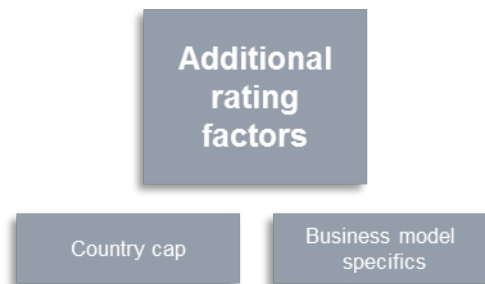 Additional
rating
factors
Country cap
Business model
specifics